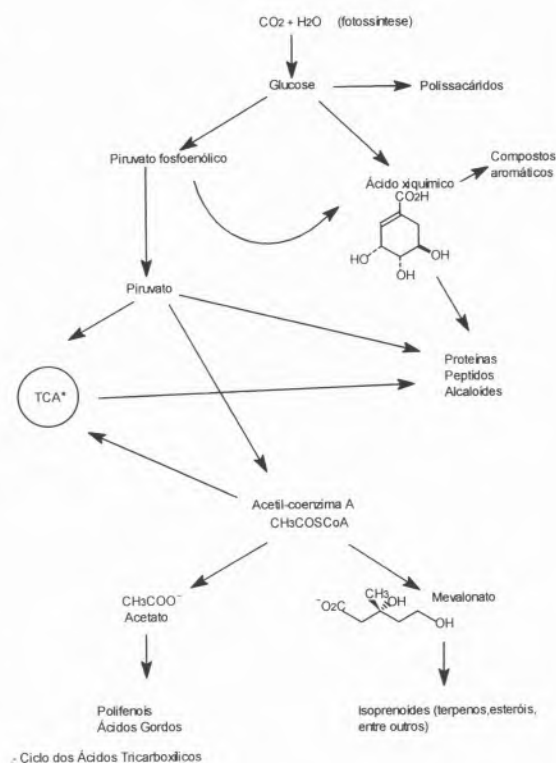 CO2 + H2O (fotossíntese)
Glucose
Polissacáridos
Piruvato fosfoenólico
Compostos
aromáticos
Ácido xiquímico
CO2H
HO
OH
OH
Piruvato
Proteinas
Peptidos
Alcaloides
TCA*
Acetil-coenzima A
CH3COSCoA
CH3COO⁻
Acetato
Mevalonato
CH3
OH
⁻O2C
OH
Polifenois
Ácidos Gordos
Isoprenoides (terpenos,esteróis,
entre outros)
.- Ciclo dos Ácidos Tricarboxílicos